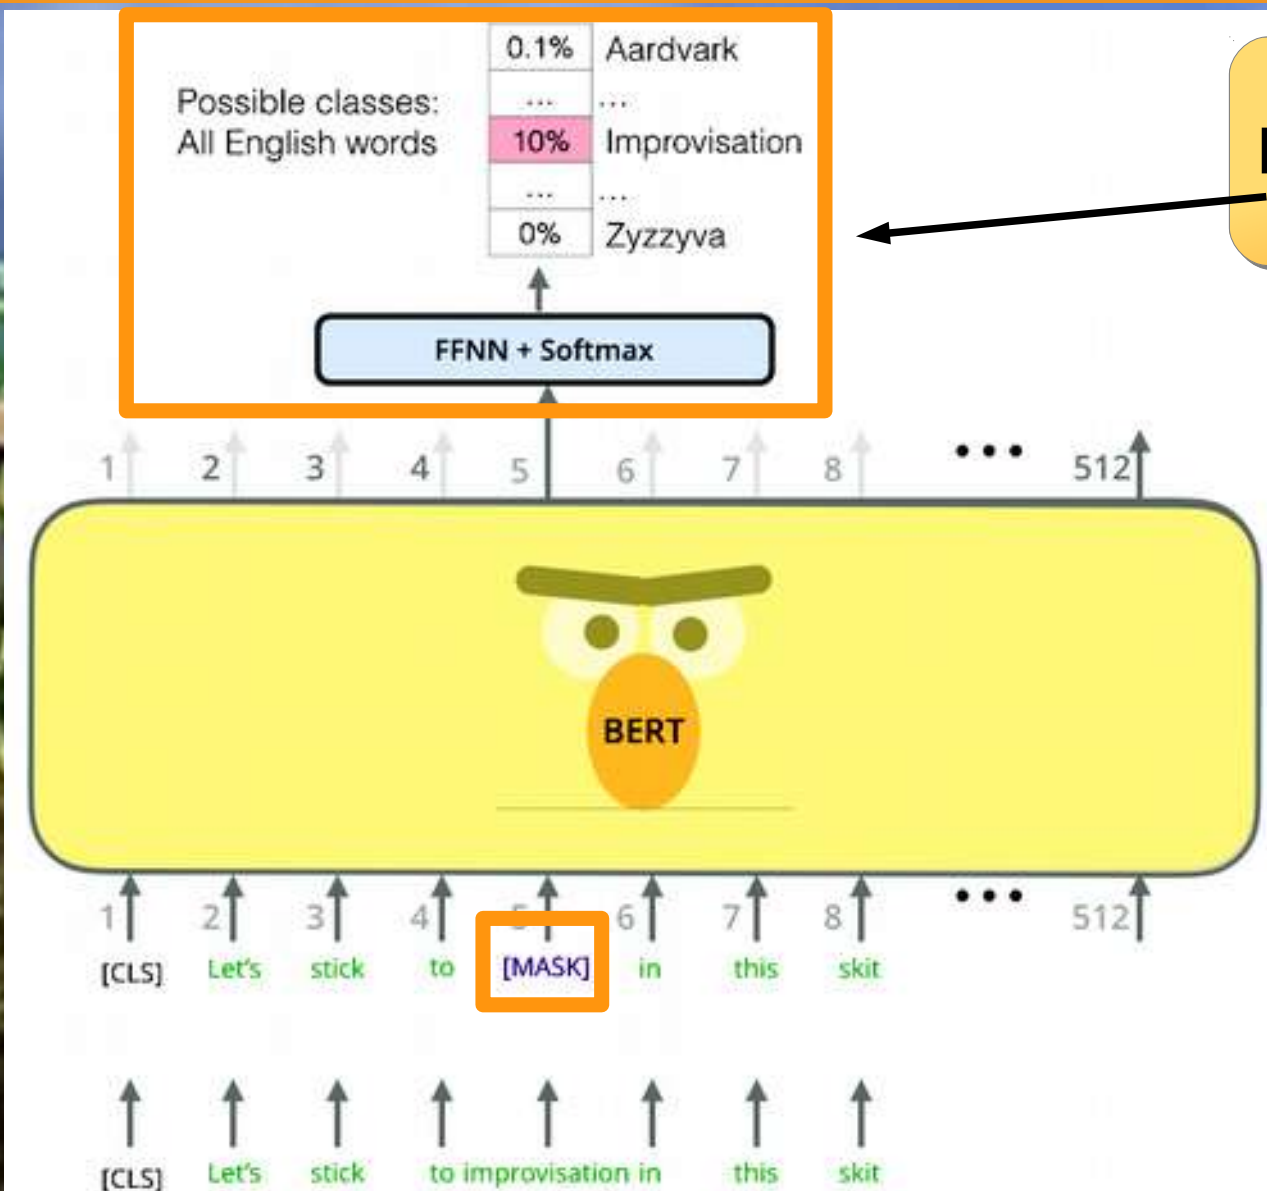 0.1% Aardvark
... ...
Possible classes:
All English words
10% Improvisation
... ...
0% Zyzzyva
FFNN + Softmax
1 2 3 4 5 6 7 8 ••• 512
BERT
1 2 3 4 5 6 7 8 ••• 512
[CLS] Let's stick to [MASK] in this skit
[CLS] Let's stick to improvisation in this skit